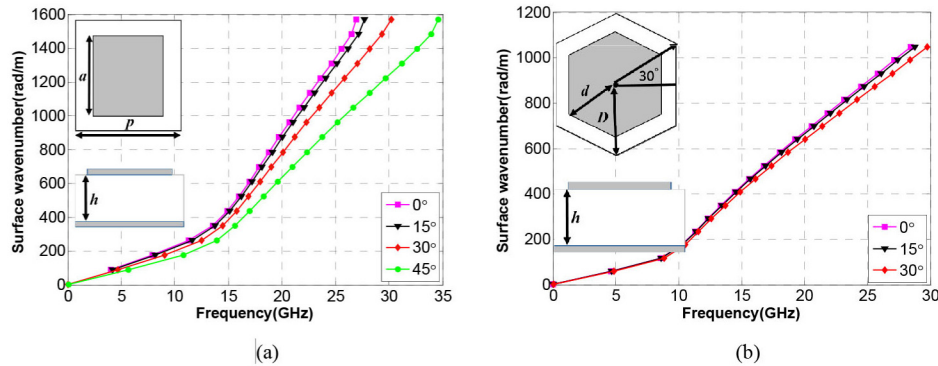 (a)
Surface wavenumber(rad/m)
1600
1400
1200
1000
800
600
400
200
0
a
p
h
0°
15°
30°
45°
0 5 10 15 20 25 30 35
Frequency(GHz)
(a)
(b)
Surface wavenumber(rad/m)
1200
1000
800
600
400
200
0
30°
d
D
h
0°
15°
30°
0 5 10 15 20 25 30
Frequency(GHz)
(b)